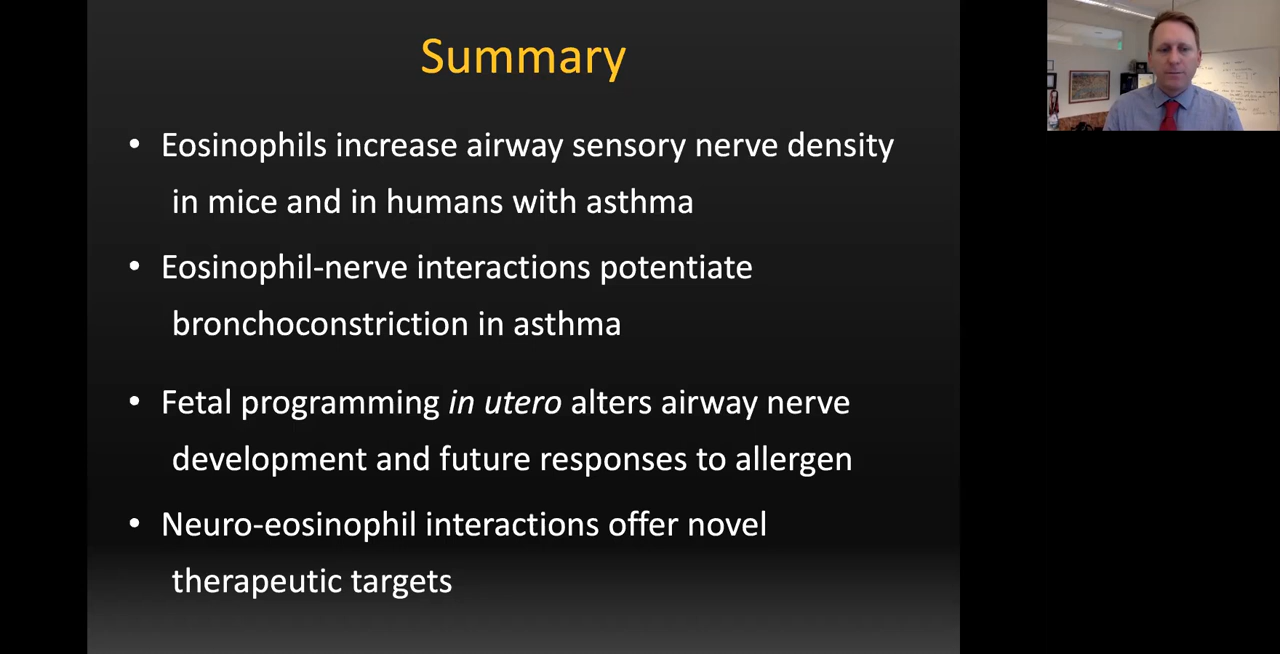 Summary
• Eosinophils increase airway sensory nerve density
in mice and in humans with asthma
• Eosinophil-nerve interactions potentiate
bronchoconstriction in asthma
• Fetal programming in utero alters airway nerve
development and future responses to allergen
• Neuro-eosinophil interactions offer novel
therapeutic targets